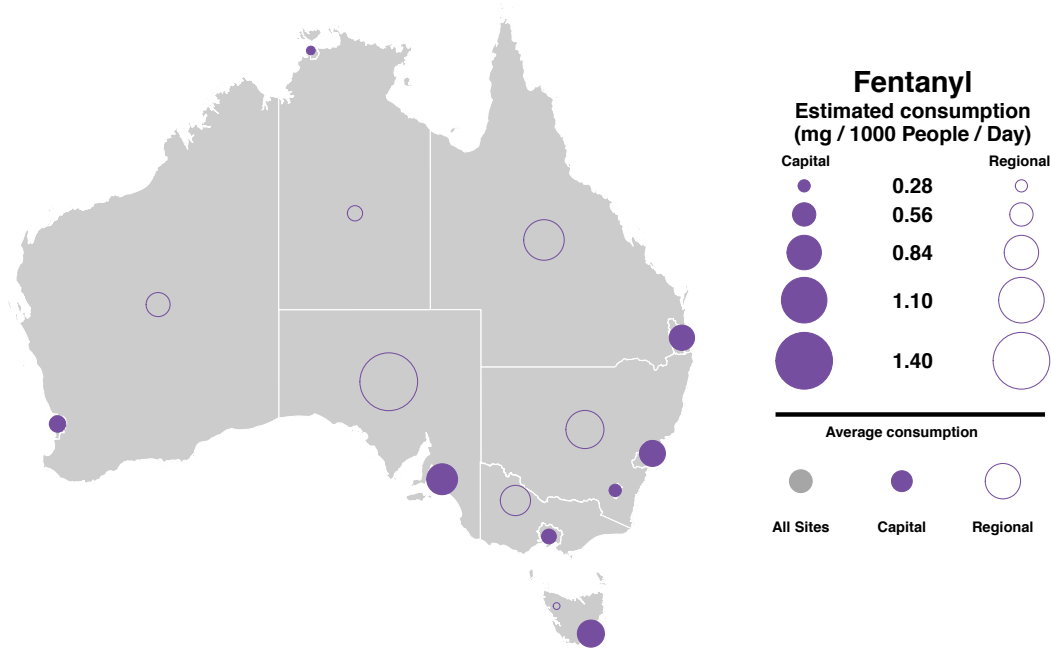 Fentanyl
Estimated consumption
(mg / 1000 People / Day)
Capital Regional
0.28
0.56
0.84
1.10
1.40
Average consumption
All Sites Capital Regional